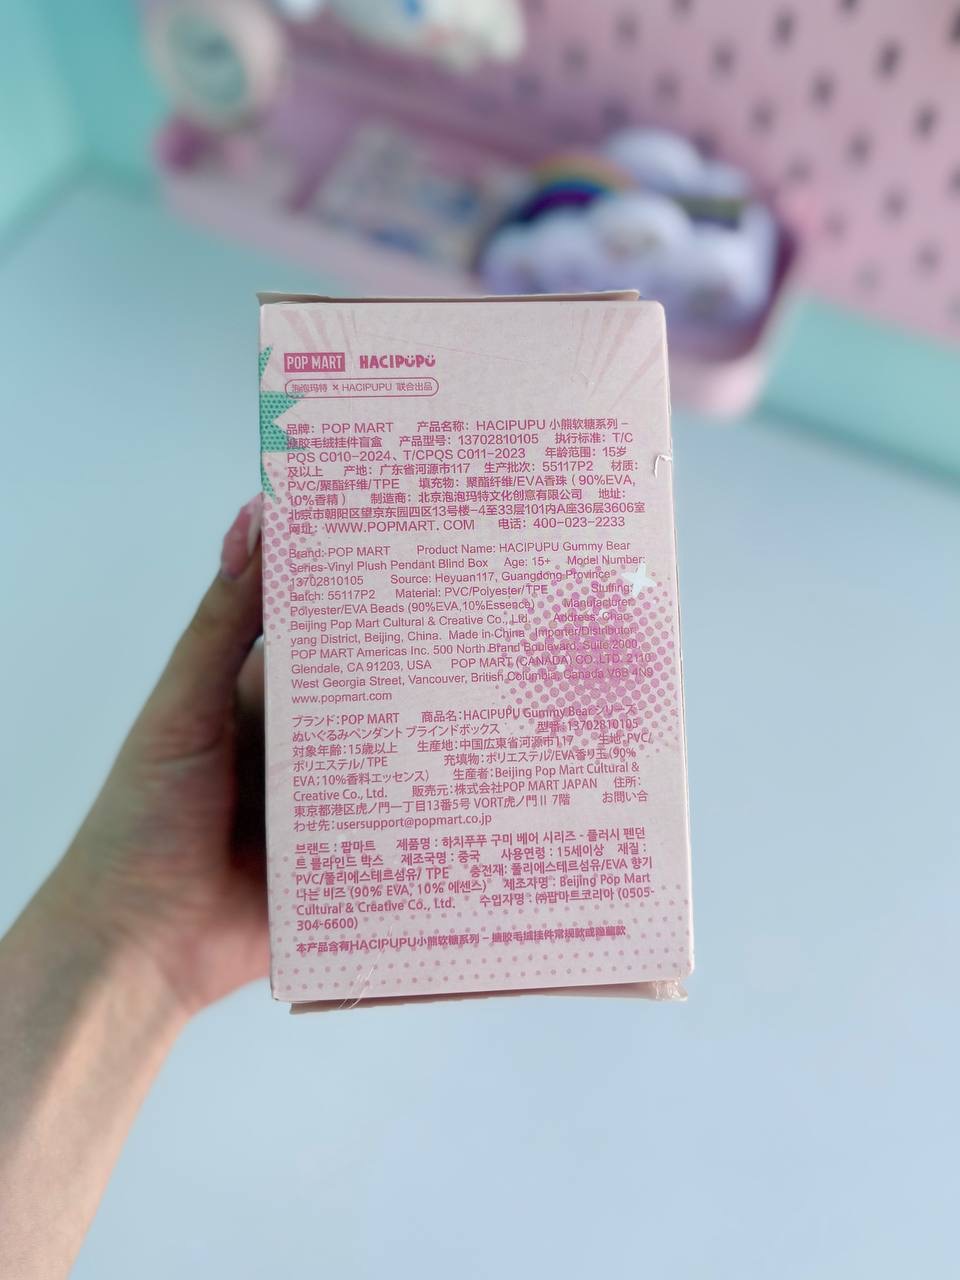 POP MART HACIPUPU
泡泡玛特 × HACIPUPU 联合出品
品牌：POP MART 产品名称：HACIPUPU 小熊软糖系列 –
搪胶毛绒挂件盲盒 产品型号：13702810105 执行标准：T/C
PQS C010-2024、T/CPQS C011-2023 年龄范围：15岁
及以上 产地：广东省河源市117 生产批次：55117P2 材质：
PVC/聚酯纤维/TPE 填充物：聚酯纤维/EVA香珠（90%EVA,
10%香精） 制造商：北京泡泡玛特文化创意有限公司 地址：
北京市朝阳区望京东园四区13号楼-4至33层101内A座36层3606室
网址：WWW.POPMART.COM 电话：400-023-2233
Brand: POP MART Product Name: HACIPUPU Gummy Bear
Series-Vinyl Plush Pendant Blind Box Age: 15+ Model Number:
13702810105 Source: Heyuan117, Guangdong Province
Batch: 55117P2 Material: PVC/Polyester/TPE Stuffing:
Polyester/EVA Beads (90%EVA,10%Essence) Manufacturer:
Beijing Pop Mart Cultural & Creative Co., Ltd. Address: Chao-
yang District, Beijing, China. Made in China Importer/Distributor:
POP MART Americas Inc. 500 North Brand Boulevard, Suite 2000,
Glendale, CA 91203, USA POP MART (CANADA) CO.,LTD. 2110
West Georgia Street, Vancouver, British Columbia, Canada V6B 4N9
www.popmart.com
ブランド：POP MART 商品名：HACIPUPU Gummy Bear シリーズ
ぬいぐるみペンダント ブラインドボックス 型番：13702810105
対象年齢：15歳以上 生産地：中国広東省河源市117 生地：PVC/
ポリエステル/ TPE 充填物：ポリエステル/EVA香り玉 (90%
EVA；10%香料エッセンス) 生産者：Beijing Pop Mart Cultural &
Creative Co., Ltd. 販売元：株式会社POP MART JAPAN 住所：
東京都港区虎ノ門一丁目13番5号 VORT虎ノ門Ⅱ 7階 お問い合
わせ先：usersupport@popmart.co.jp
브랜드 : 팝마트 제품명 : 하치푸푸 구미 베어 시리즈 - 플러시 펜던
트 블라인드 박스 제조국명 : 중국 사용연령 : 15세이상 재질 :
PVC/폴리에스테르섬유/ TPE 충전재: 폴리에스테르섬유/EVA 향기
나는 비즈 (90% EVA, 10% 에센스) 제조자명 : Beijing Pop Mart
Cultural & Creative Co., Ltd. 수입자명 : ㈜팝마트코리아 (0505-
304-6600)
本产品含有HACIPUPU小熊软糖系列 – 搪胶毛绒挂件常规款或隐藏款